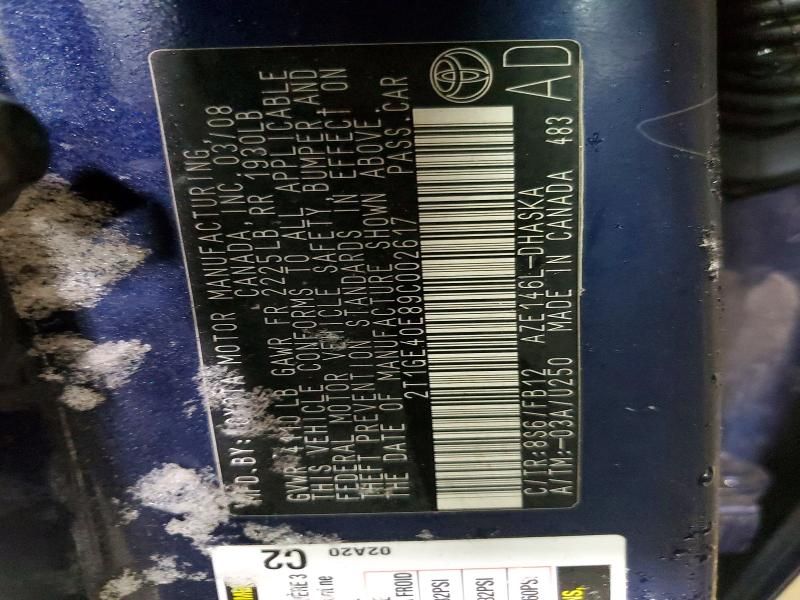 MFD.BY: TOYOTA MOTOR MANUFACTURING,
CANADA, INC. 03/08
GAWR FR 2225LB, RR 1930LB
THIS VEHICLE CONFORMS TO ALL APPLICABLE
FEDERAL MOTOR VEHICLE SAFETY, BUMPER AND
THEFT PREVENTION STANDARDS IN EFFECT ON
THE DATE OF MANUFACTURE SHOWN ABOVE.
2T1GE40E89C002617 PASS. CAR
C/TR:8S6/FB12 AZE146L-DHASKA
A/TM:-03A/U250 MADE IN CANADA 483
AD
C2
02A20